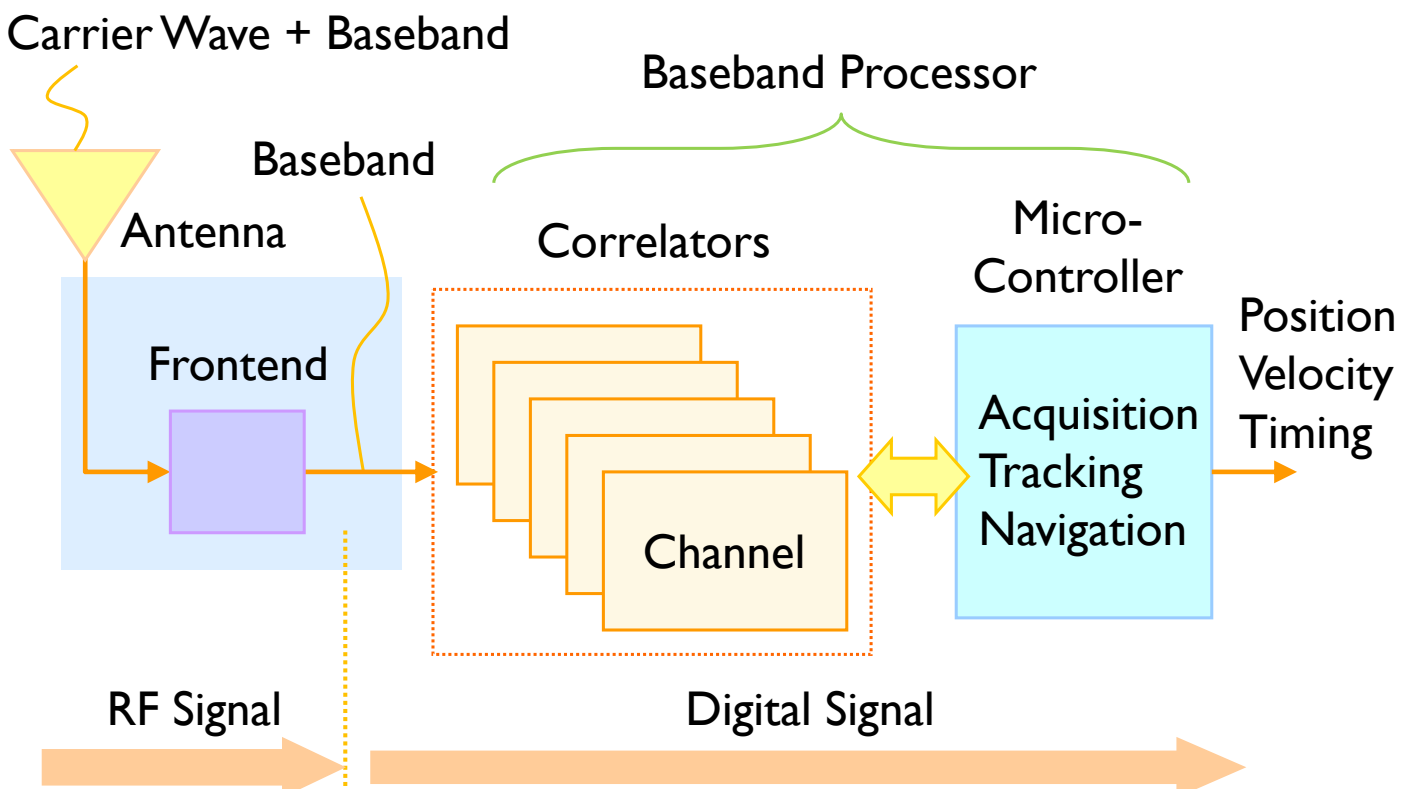 Carrier Wave + Baseband
Baseband Processor
Baseband
Antenna
Correlators
Micro-
Controller
Frontend
Position
Velocity
Timing
Acquisition
Tracking
Navigation
Channel
RF Signal
Digital Signal